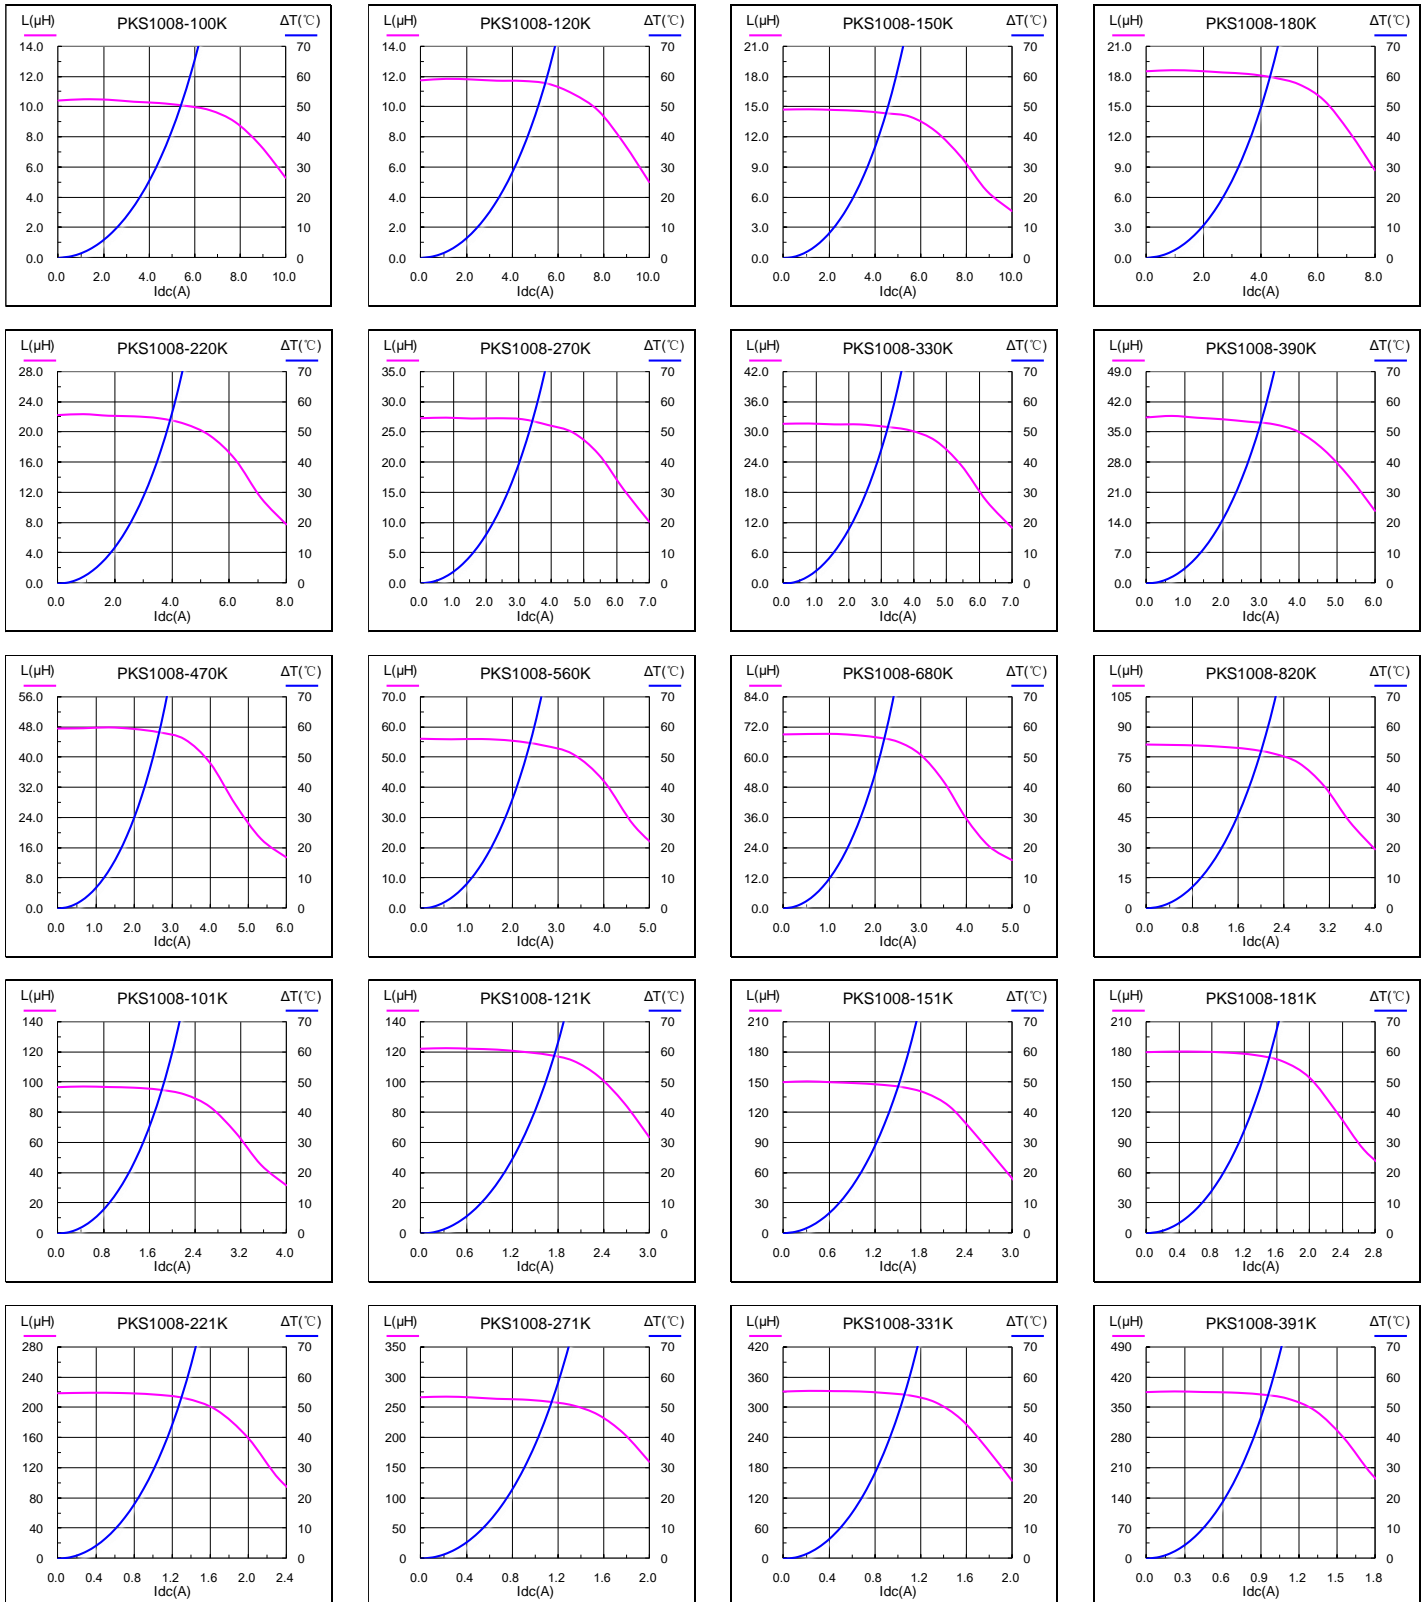 L(μH) PKS1008-100K ΔT(℃)
14.0 70
12.0 60
10.0 50
8.0 40
6.0 30
4.0 20
2.0 10
0.0 0
0.0 2.0 4.0 6.0 8.0 10.0
Idc(A)
L(μH) PKS1008-120K ΔT(℃)
14.0 70
12.0 60
10.0 50
8.0 40
6.0 30
4.0 20
2.0 10
0.0 0
0.0 2.0 4.0 6.0 8.0 10.0
Idc(A)
L(μH) PKS1008-150K ΔT(℃)
21.0 70
18.0 60
15.0 50
12.0 40
9.0 30
6.0 20
3.0 10
0.0 0
0.0 2.0 4.0 6.0 8.0 10.0
Idc(A)
L(μH) PKS1008-180K ΔT(℃)
21.0 70
18.0 60
15.0 50
12.0 40
9.0 30
6.0 20
3.0 10
0.0 0
0.0 2.0 4.0 6.0 8.0
Idc(A)
L(μH) PKS1008-220K ΔT(℃)
28.0 70
24.0 60
20.0 50
16.0 40
12.0 30
8.0 20
4.0 10
0.0 0
0.0 2.0 4.0 6.0 8.0
Idc(A)
L(μH) PKS1008-270K ΔT(℃)
35.0 70
30.0 60
25.0 50
20.0 40
15.0 30
10.0 20
5.0 10
0.0 0
0.0 1.0 2.0 3.0 4.0 5.0 6.0 7.0
Idc(A)
L(μH) PKS1008-330K ΔT(℃)
42.0 70
36.0 60
30.0 50
24.0 40
18.0 30
12.0 20
6.0 10
0.0 0
0.0 1.0 2.0 3.0 4.0 5.0 6.0 7.0
Idc(A)
L(μH) PKS1008-390K ΔT(℃)
49.0 70
42.0 60
35.0 50
28.0 40
21.0 30
14.0 20
7.0 10
0.0 0
0.0 1.0 2.0 3.0 4.0 5.0 6.0
Idc(A)
L(μH) PKS1008-470K ΔT(℃)
56.0 70
48.0 60
40.0 50
32.0 40
24.0 30
16.0 20
8.0 10
0.0 0
0.0 1.0 2.0 3.0 4.0 5.0 6.0
Idc(A)
L(μH) PKS1008-560K ΔT(℃)
70.0 70
60.0 60
50.0 50
40.0 40
30.0 30
20.0 20
10.0 10
0.0 0
0.0 1.0 2.0 3.0 4.0 5.0
Idc(A)
L(μH) PKS1008-680K ΔT(℃)
84.0 70
72.0 60
60.0 50
48.0 40
36.0 30
24.0 20
12.0 10
0.0 0
0.0 1.0 2.0 3.0 4.0 5.0
Idc(A)
L(μH) PKS1008-820K ΔT(℃)
105 70
90 60
75 50
60 40
45 30
30 20
15 10
0 0
0.0 0.8 1.6 2.4 3.2 4.0
Idc(A)
L(μH) PKS1008-101K ΔT(℃)
140 70
120 60
100 50
80 40
60 30
40 20
20 10
0 0
0.0 0.8 1.6 2.4 3.2 4.0
Idc(A)
L(μH) PKS1008-121K ΔT(℃)
140 70
120 60
100 50
80 40
60 30
40 20
20 10
0 0
0.0 0.6 1.2 1.8 2.4 3.0
Idc(A)
L(μH) PKS1008-151K ΔT(℃)
210 70
180 60
150 50
120 40
90 30
60 20
30 10
0 0
0.0 0.6 1.2 1.8 2.4 3.0
Idc(A)
L(μH) PKS1008-181K ΔT(℃)
210 70
180 60
150 50
120 40
90 30
60 20
30 10
0 0
0.0 0.4 0.8 1.2 1.6 2.0 2.4 2.8
Idc(A)
L(μH) PKS1008-221K ΔT(℃)
280 70
240 60
200 50
160 40
120 30
80 20
40 10
0 0
0.0 0.4 0.8 1.2 1.6 2.0 2.4
Idc(A)
L(μH) PKS1008-271K ΔT(℃)
350 70
300 60
250 50
200 40
150 30
100 20
50 10
0 0
0.0 0.4 0.8 1.2 1.6 2.0
Idc(A)
L(μH) PKS1008-331K ΔT(℃)
420 70
360 60
300 50
240 40
180 30
120 20
60 10
0 0
0.0 0.4 0.8 1.2 1.6 2.0
Idc(A)
L(μH) PKS1008-391K ΔT(℃)
490 70
420 60
350 50
280 40
210 30
140 20
70 10
0 0
0.0 0.3 0.6 0.9 1.2 1.5 1.8
Idc(A)